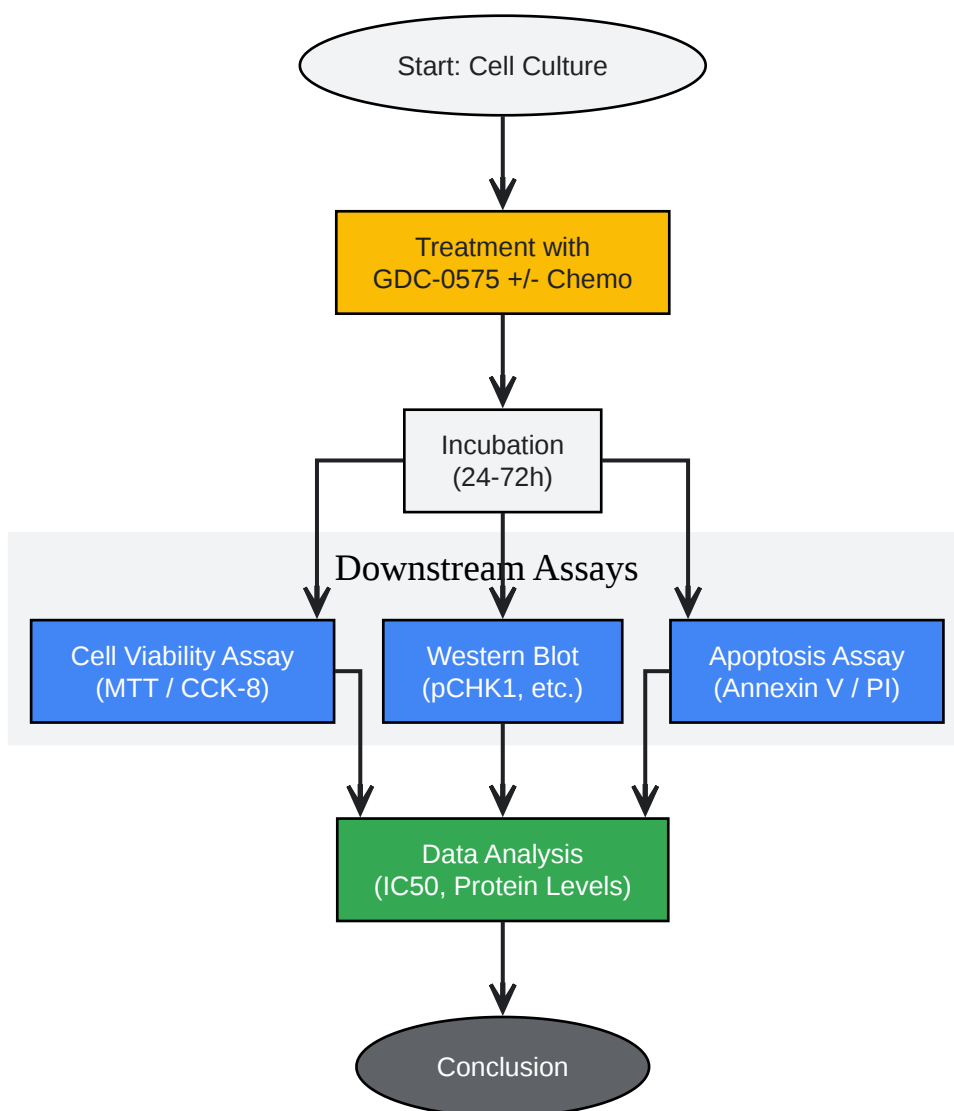 Start: Cell Culture
Treatment with
GDC-0575 +/- Chemo
Incubation
(24-72h)
Downstream Assays
Cell Viability Assay
(MTT / CCK-8)
Western Blot
(pCHK1, etc.)
Apoptosis Assay
(Annexin V / PI)
Data Analysis
(IC50, Protein Levels)
Conclusion